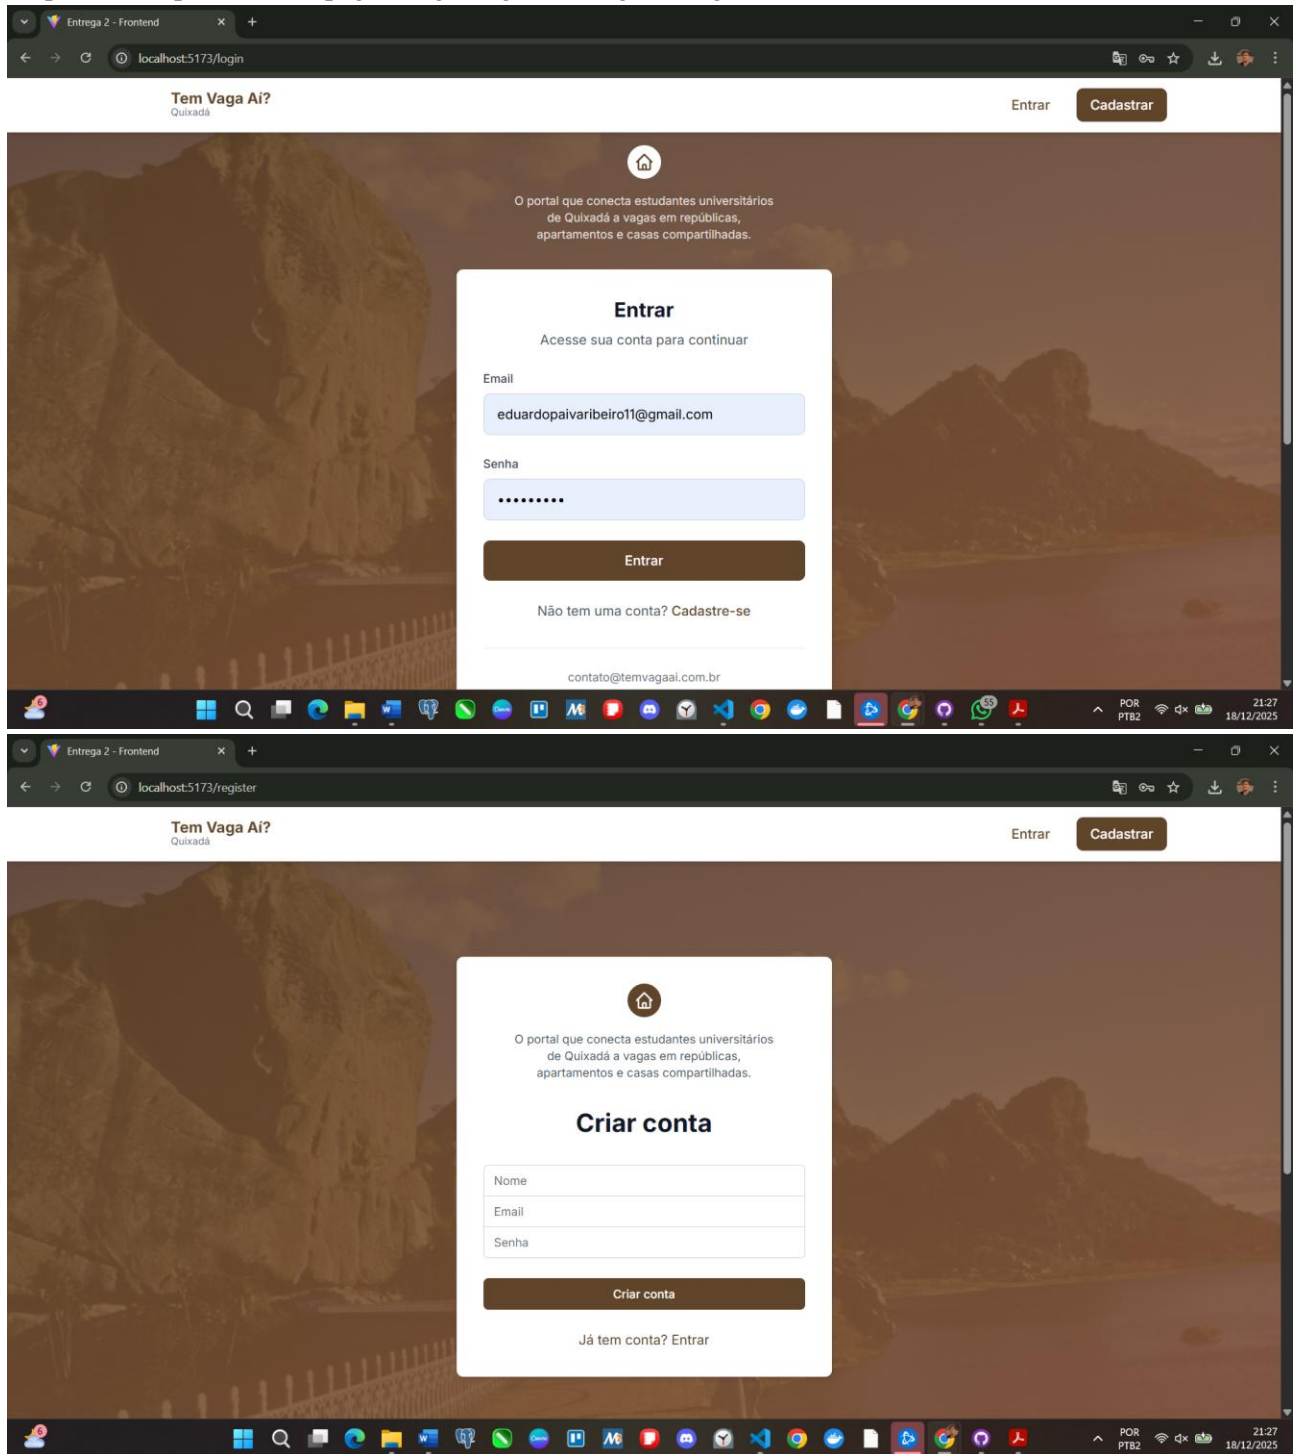 Entrega 2 - Frontend
localhost:5173/login
Tem Vaga Aí?
Quixadá
Entrar
Cadastrar
O portal que conecta estudantes universitários
de Quixadá a vagas em repúblicas,
apartamentos e casas compartilhadas.
Entrar
Acesse sua conta para continuar
Email
eduardopaivaribeiro11@gmail.com
Senha
•••••••••
Entrar
Não tem uma conta? Cadastre-se
contato@temvagaai.com.br
6
55
POR
PTB2
21:27
18/12/2025
Entrega 2 - Frontend
localhost:5173/register
Tem Vaga Aí?
Quixadá
Entrar
Cadastrar
O portal que conecta estudantes universitários
de Quixadá a vagas em repúblicas,
apartamentos e casas compartilhadas.
Criar conta
Nome
Email
Senha
Criar conta
Já tem conta? Entrar
6
POR
PTB2
21:27
18/12/2025